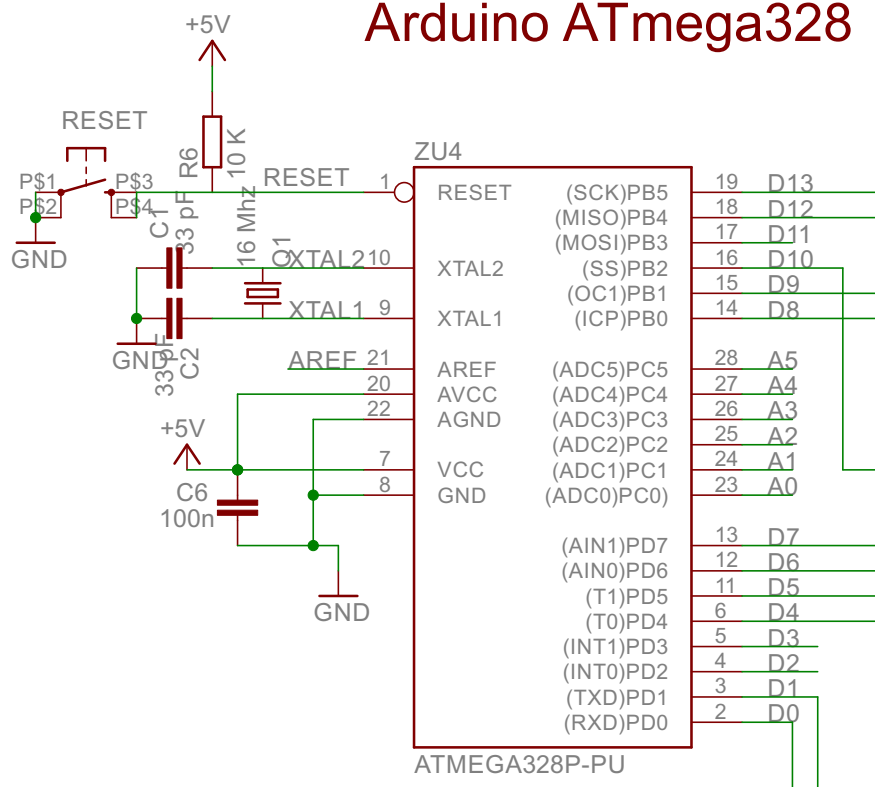 Arduino ATmega328
+5V
RESET
R6
10 K
P$1
P$3
P$2
P$4
GND
RESET
C1
33 pF
16 Mhz
Q1
XTAL2
XTAL1
GND
33 pF
C2
AREF
+5V
C6
100n
GND
ZU4
1 RESET (SCK)PB5 19 D13
(MISO)PB4 18 D12
(MOSI)PB3 17 D11
10 XTAL2 (SS)PB2 16 D10
(OC1)PB1 15 D9
9 XTAL1 (ICP)PB0 14 D8
21 AREF (ADC5)PC5 28 A5
20 AVCC (ADC4)PC4 27 A4
22 AGND (ADC3)PC3 26 A3
(ADC2)PC2 25 A2
7 VCC (ADC1)PC1 24 A1
8 GND (ADC0)PC0) 23 A0
(AIN1)PD7 13 D7
(AIN0)PD6 12 D6
(T1)PD5 11 D5
(T0)PD4 6 D4
(INT1)PD3 5 D3
(INT0)PD2 4 D2
(TXD)PD1 3 D1
(RXD)PD0 2 D0
ATMEGA328P-PU